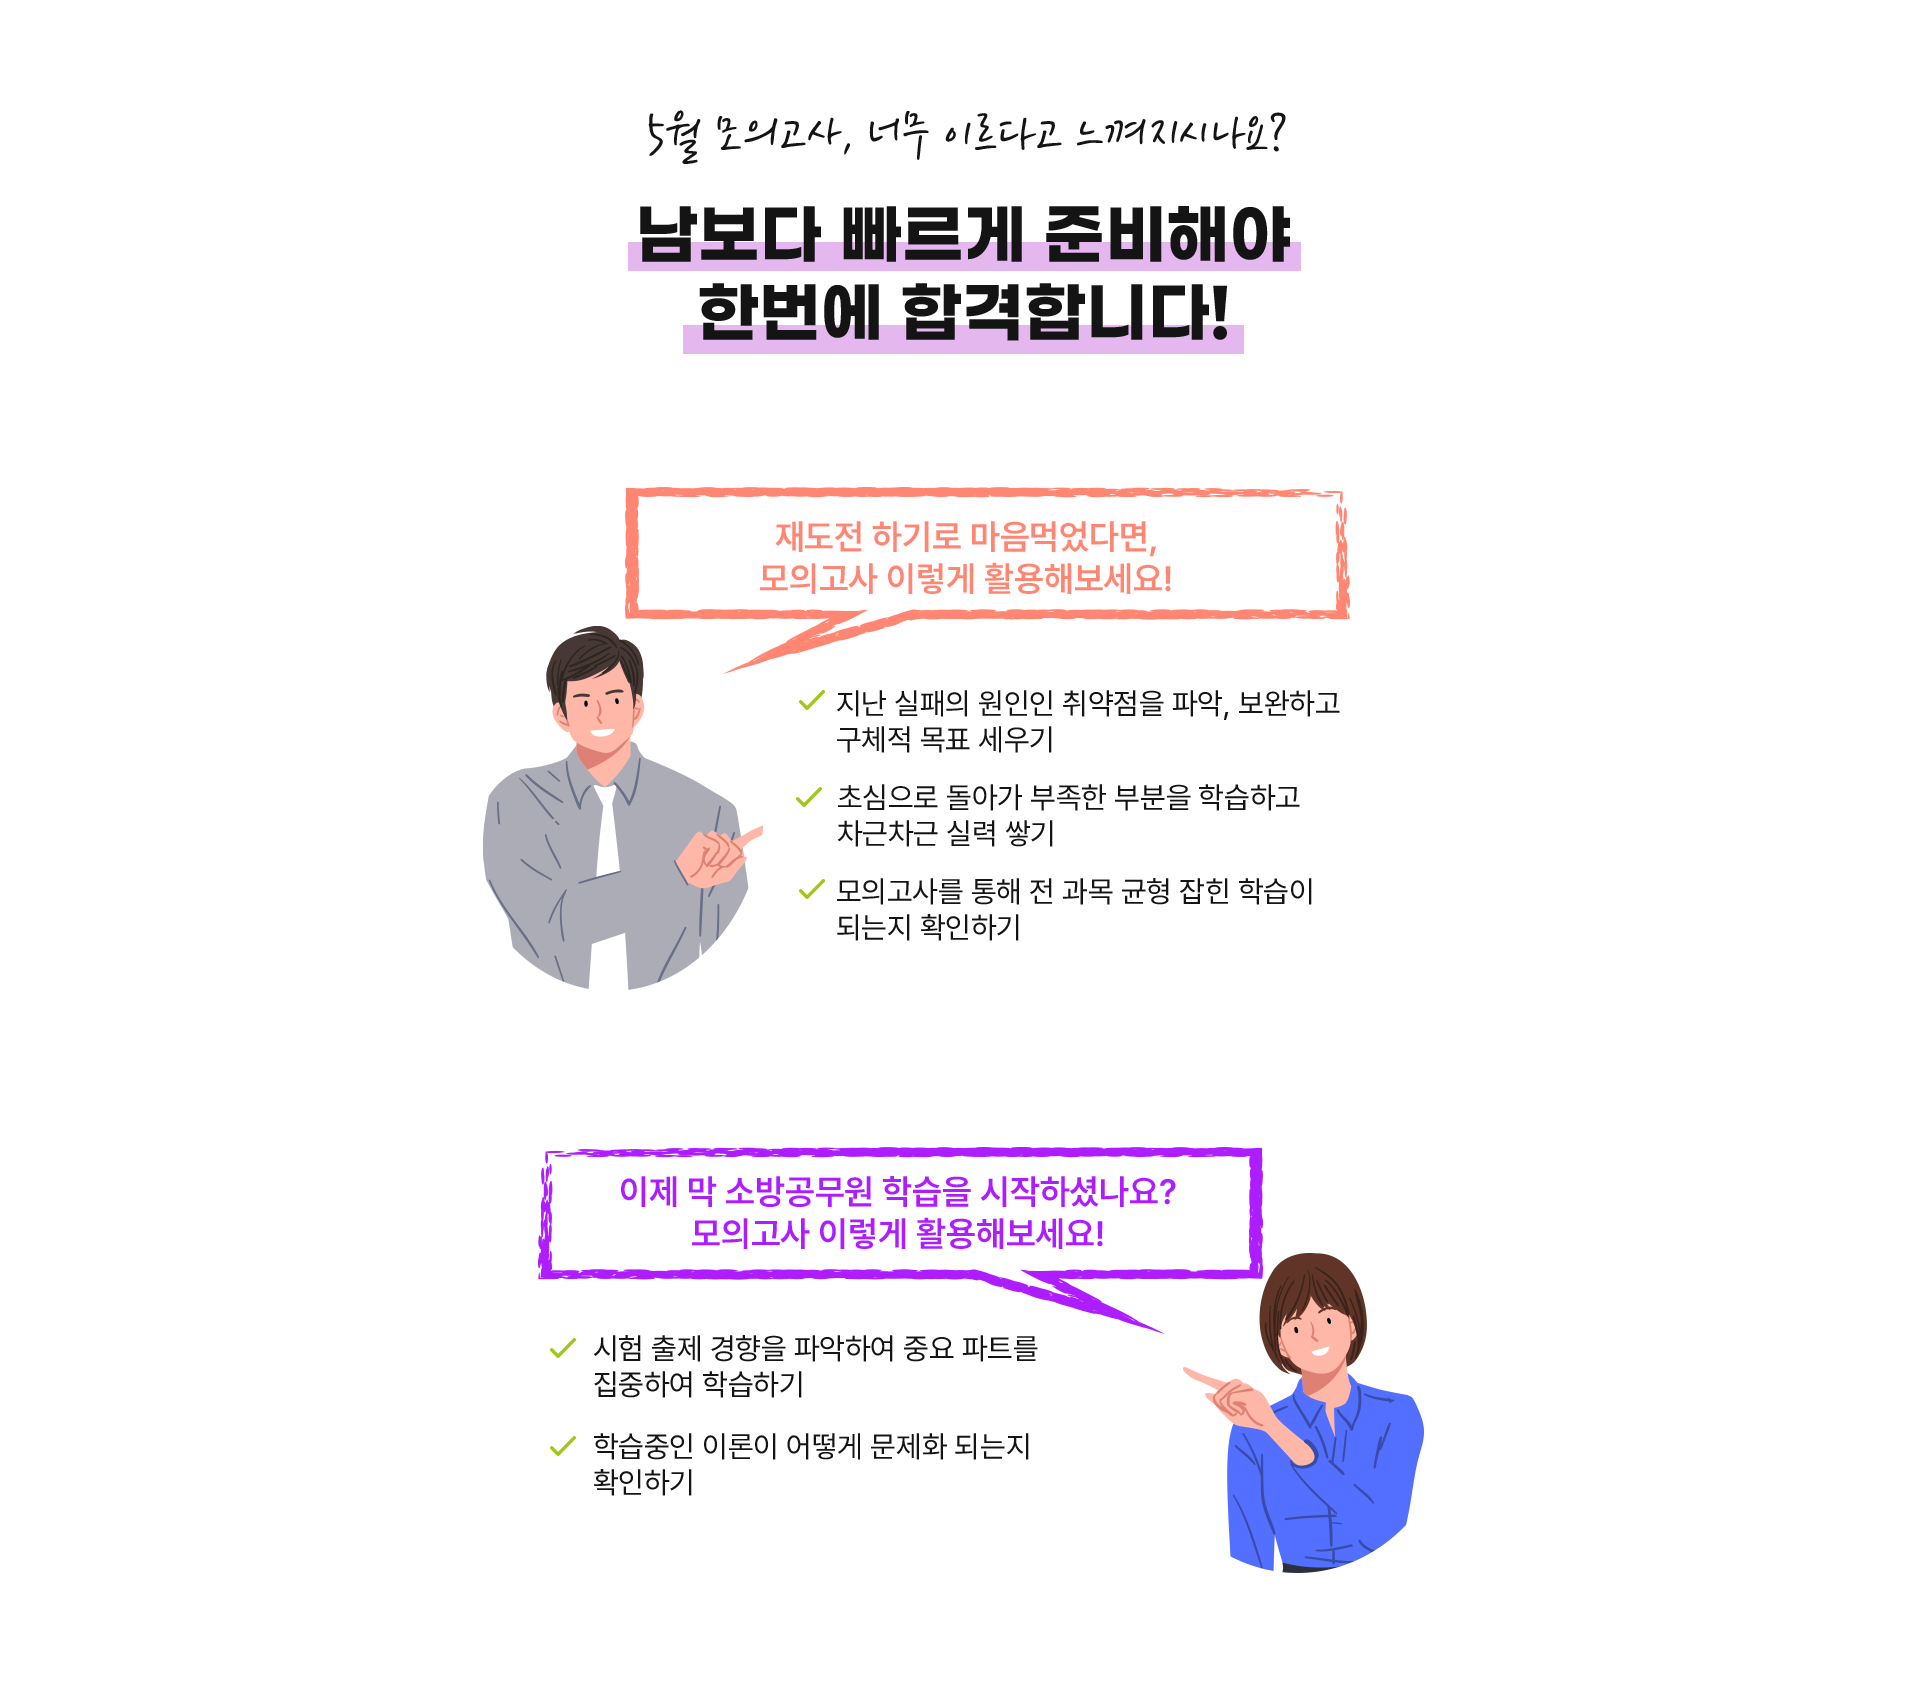 5월 모의고사, 너무 이르다고 느껴지시나요?
남보다 빠르게 준비해야
한번에 합격합니다!
재도전 하기로 마음먹었다면,
모의고사 이렇게 활용해보세요!
지난 실패의 원인인 취약점을 파악, 보완하고
구체적 목표 세우기
초심으로 돌아가 부족한 부분을 학습하고
차근차근 실력 쌓기
모의고사를 통해 전 과목 균형 잡힌 학습이
되는지 확인하기
이제 막 소방공무원 학습을 시작하셨나요?
모의고사 이렇게 활용해보세요!
시험 출제 경향을 파악하여 중요 파트를
집중하여 학습하기
학습중인 이론이 어떻게 문제화 되는지
확인하기